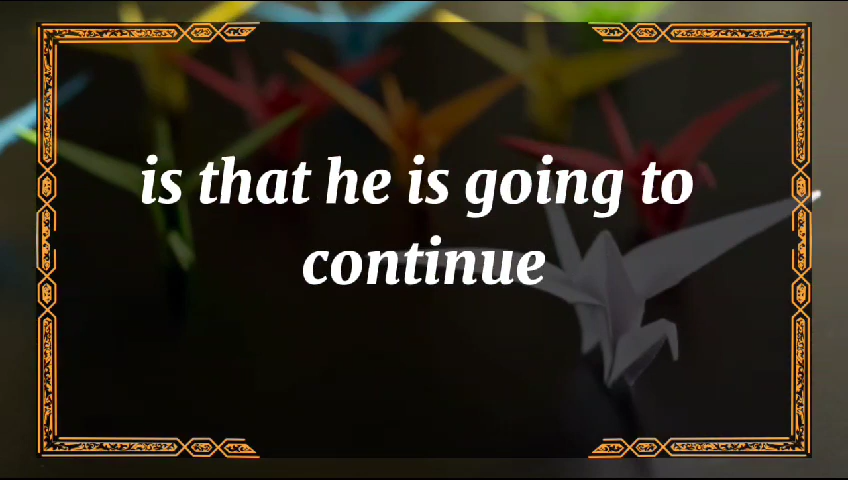 is that he is going to
continue